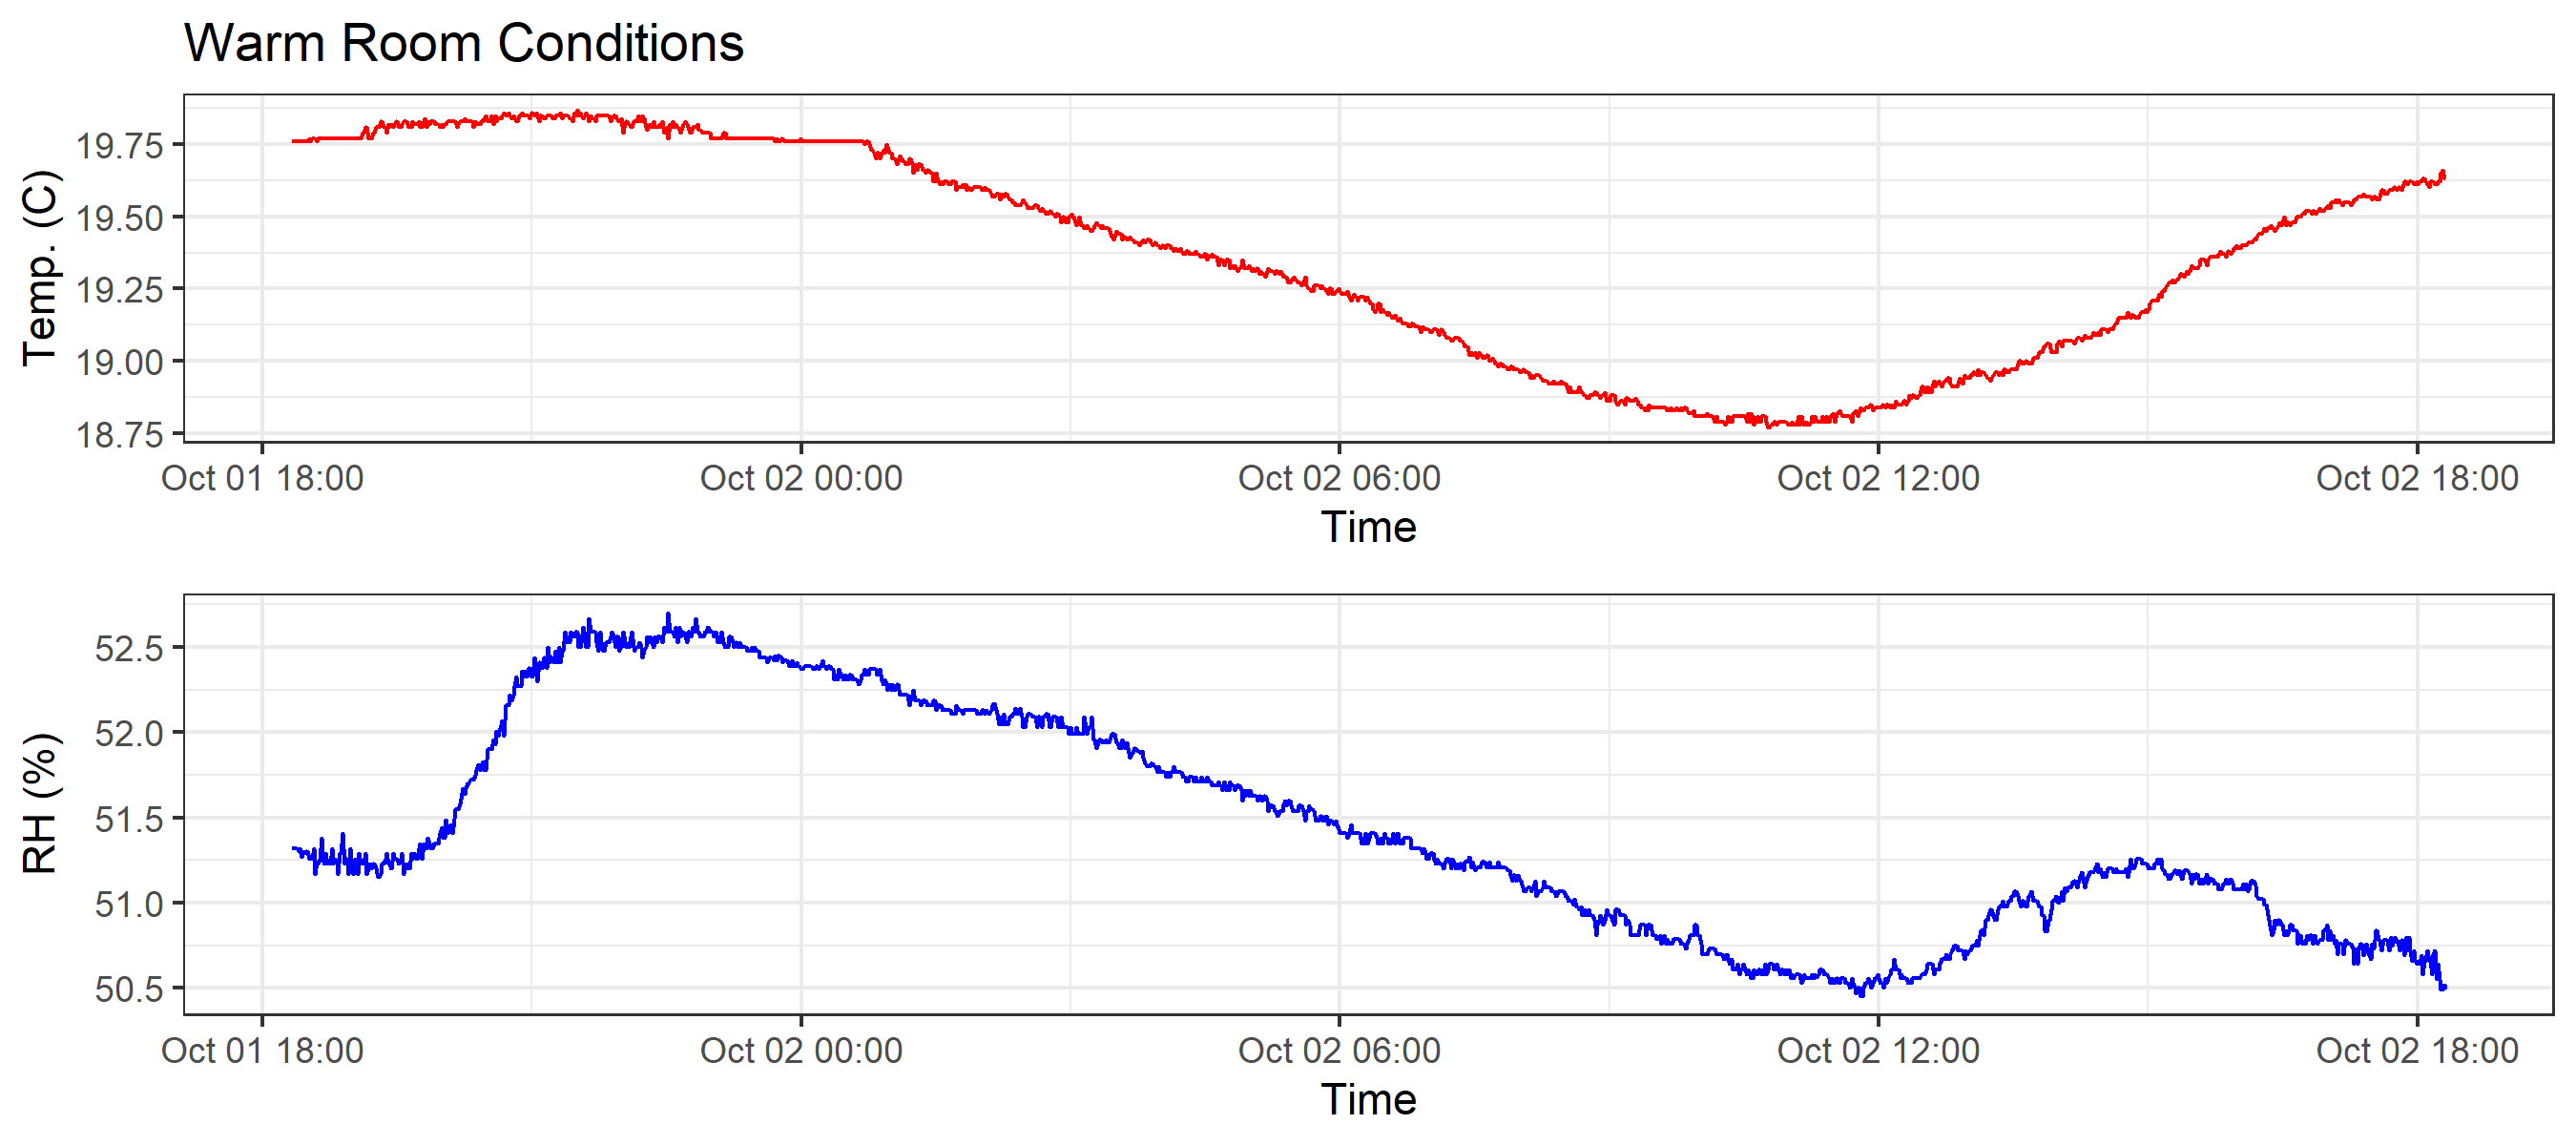 Warm Room Conditions
Temp. (C)
19.75
19.50
19.25
19.00
18.75
Oct 01 18:00 Oct 02 00:00 Oct 02 06:00 Oct 02 12:00 Oct 02 18:00
Time
RH (%)
52.5
52.0
51.5
51.0
50.5
Oct 01 18:00 Oct 02 00:00 Oct 02 06:00 Oct 02 12:00 Oct 02 18:00
Time